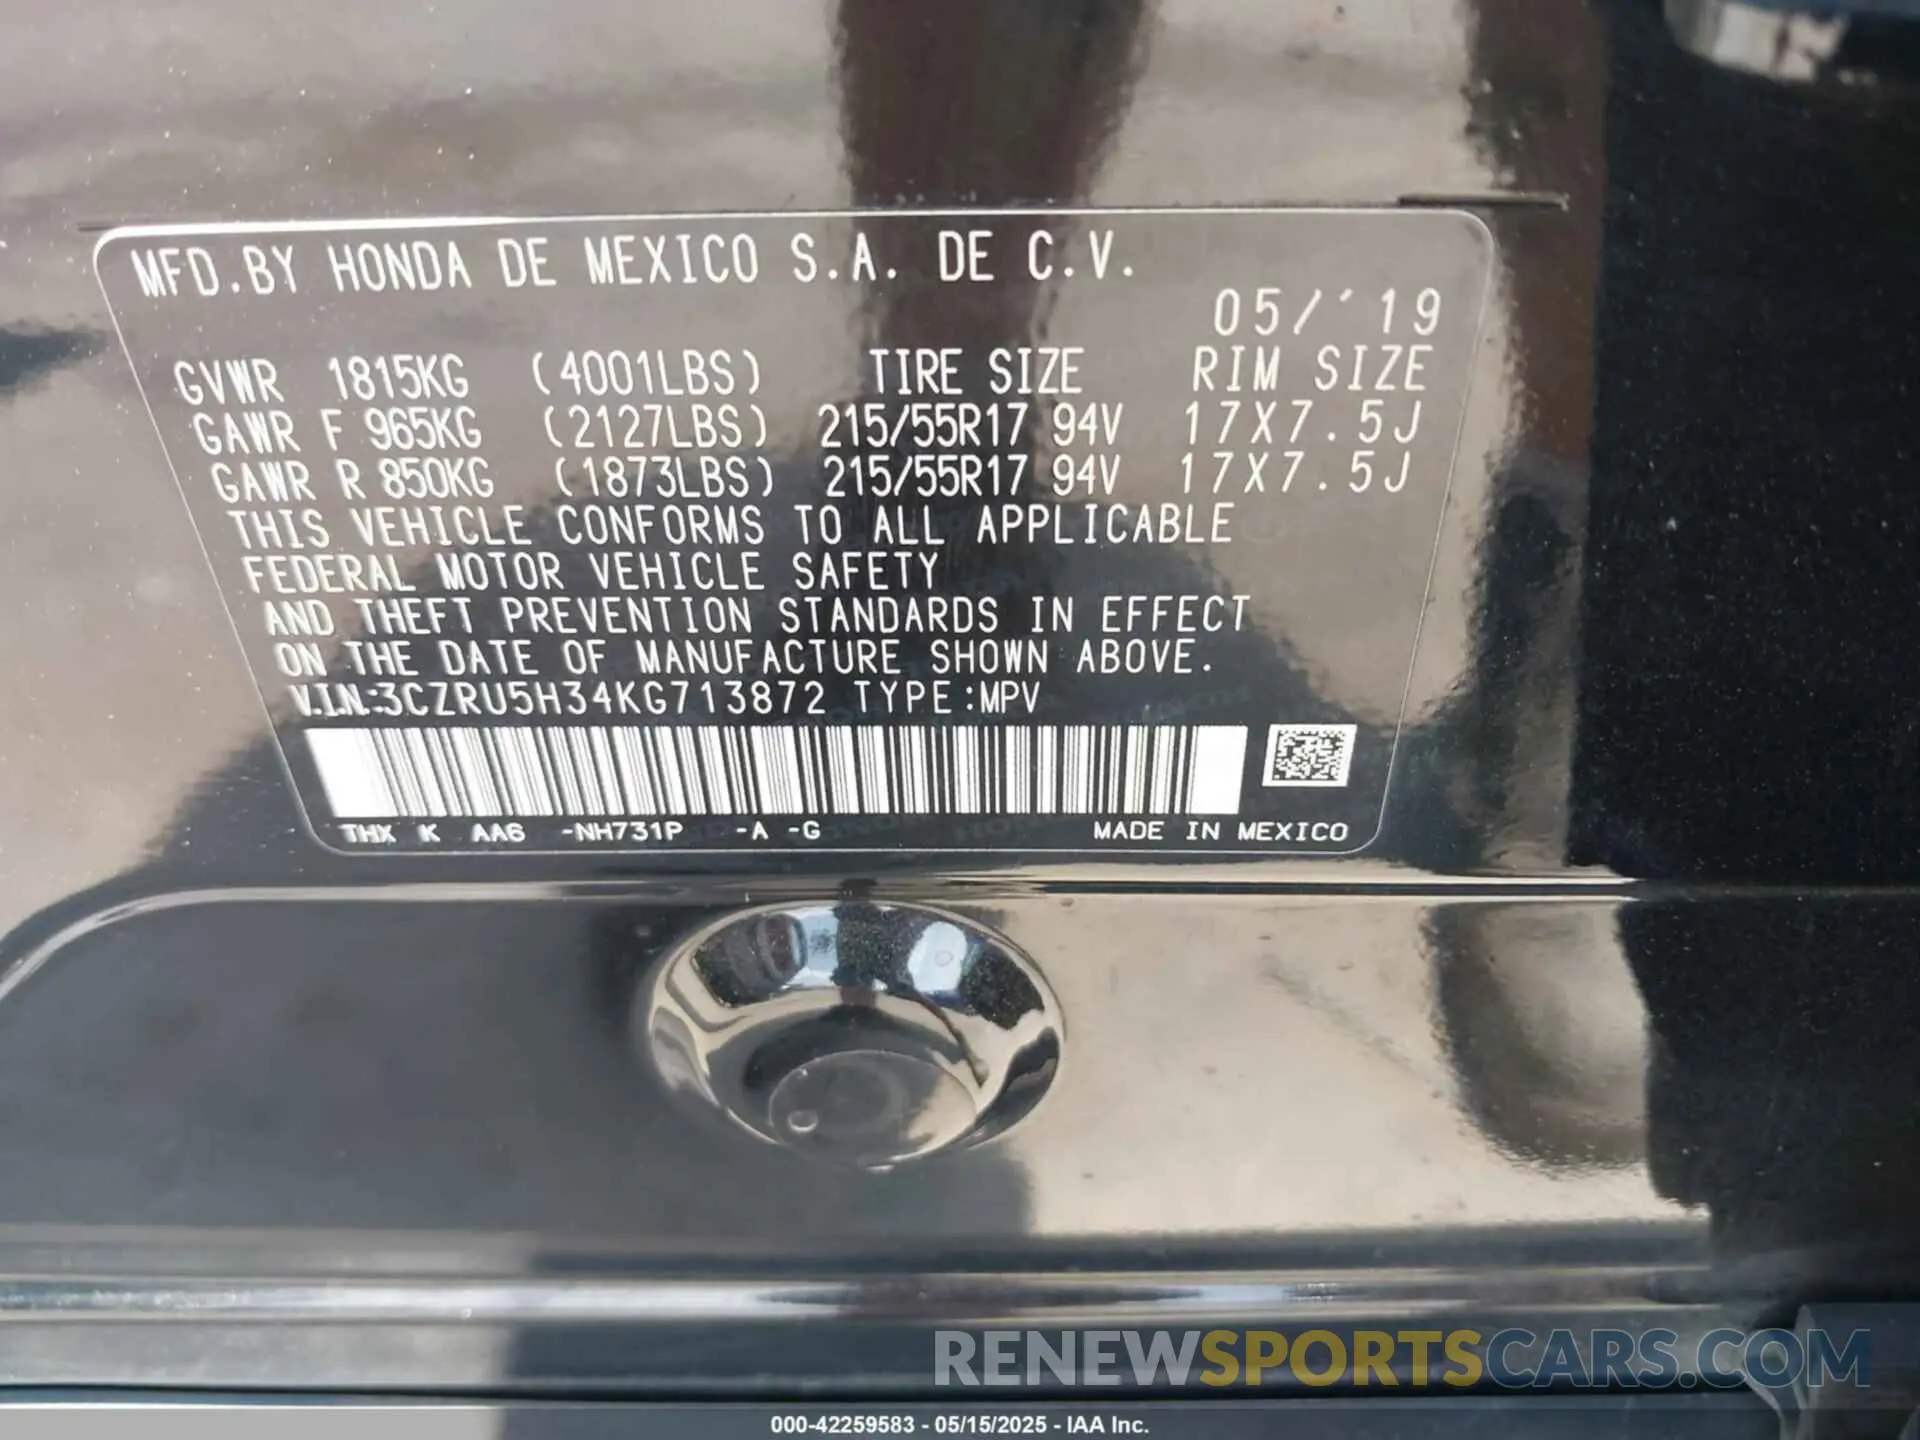 MFD.BY HONDA DE MEXICO S.A. DE C.V.
05/'19
GVWR 1815KG (4001LBS) TIRE SIZE RIM SIZE
GAWR F 965KG (2127LBS) 215/55R17 94V 17X7.5J
GAWR R 850KG (1873LBS) 215/55R17 94V 17X7.5J
THIS VEHICLE CONFORMS TO ALL APPLICABLE
FEDERAL MOTOR VEHICLE SAFETY
AND THEFT PREVENTION STANDARDS IN EFFECT
ON THE DATE OF MANUFACTURE SHOWN ABOVE.
V.I.N:3CZRU5H34KG713872 TYPE:MPV
THX K AA6 -NH731P -A -G MADE IN MEXICO
RENEWSPORTSCARS.COM
000-42259583 - 05/15/2025 - IAA Inc.